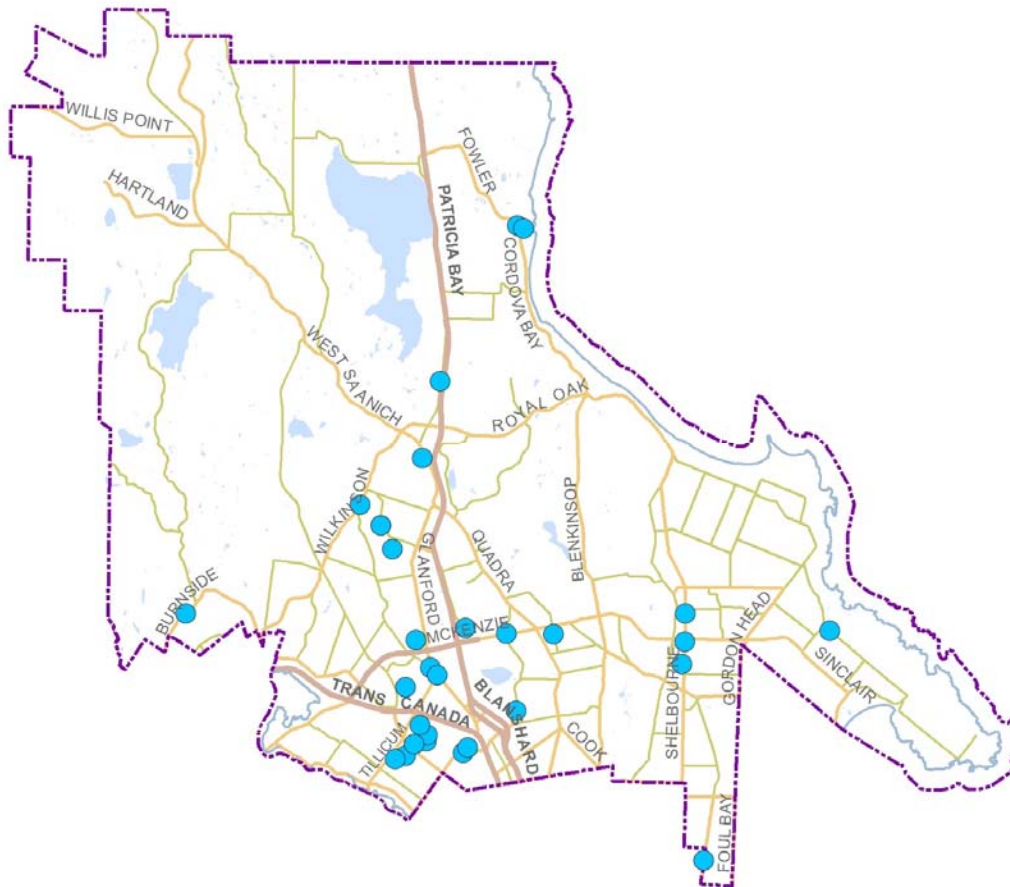 WILLIS POINT
HARTLAND
FOWLER
PATRICIA BAY
CORDOVA BAY
WEST SAANICH
ROYAL OAK
WILKINSON
GLANFORD
QUADRA
BLENKINSOP
BURNSIDE
MCKENZIE
SHELBOURNE
GORDON HEAD
SINCLAIR
TRANS CANADA
BLANSHARD
TILLICUM
COOK
FOUL BAY